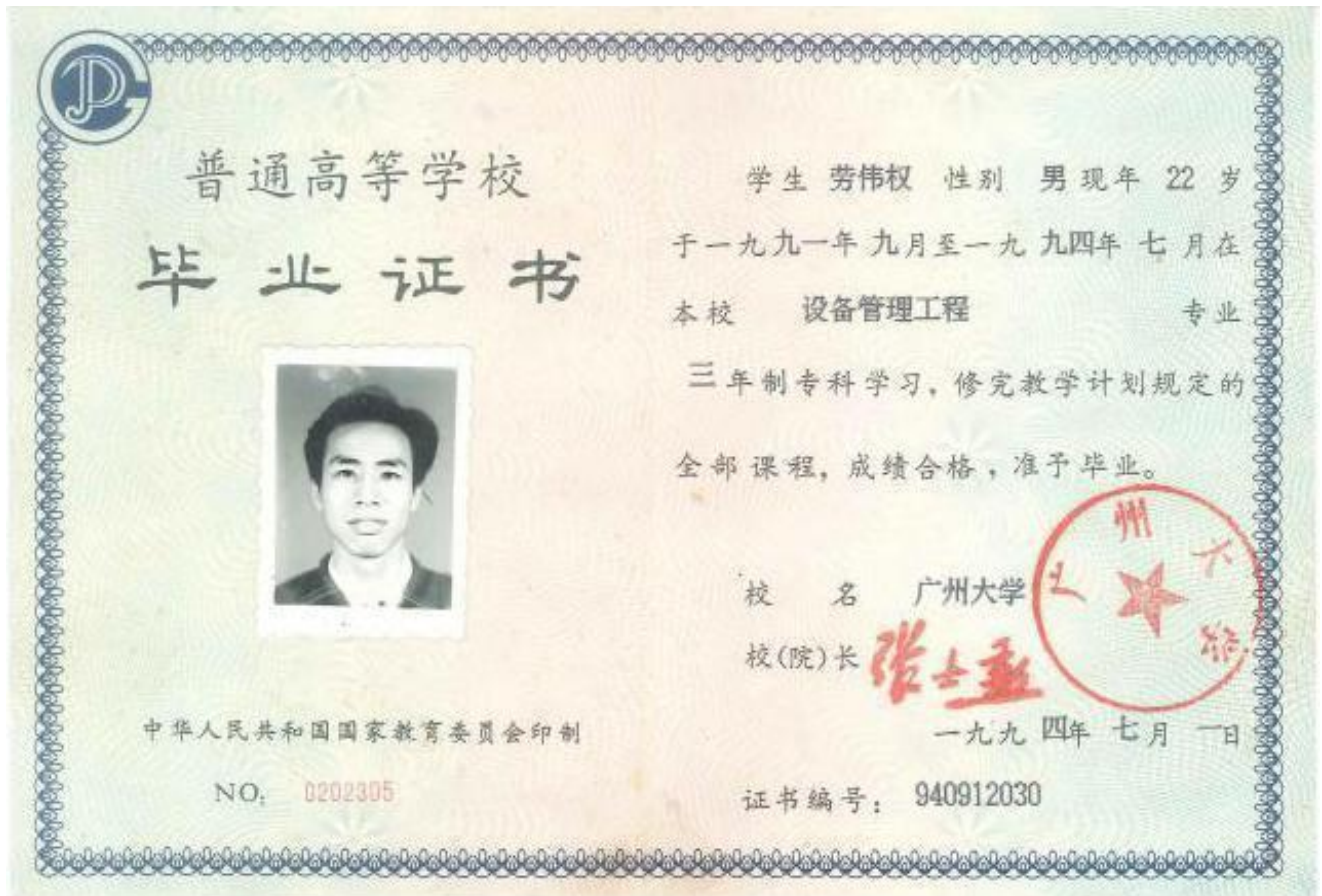 普通高等学校
毕业证书
中华人民共和国国家教育委员会印制
NO: 0202305
学生 劳伟权 性别 男 现年 22 岁
于一九九一年九月至一九九四年七月在
本校 设备管理工程 专业
三年制专科学习，修完教学计划规定的
全部课程，成绩合格，准予毕业。
校 名 广州大学
校(院)长
一九九四年七月一日
证书编号： 940912030